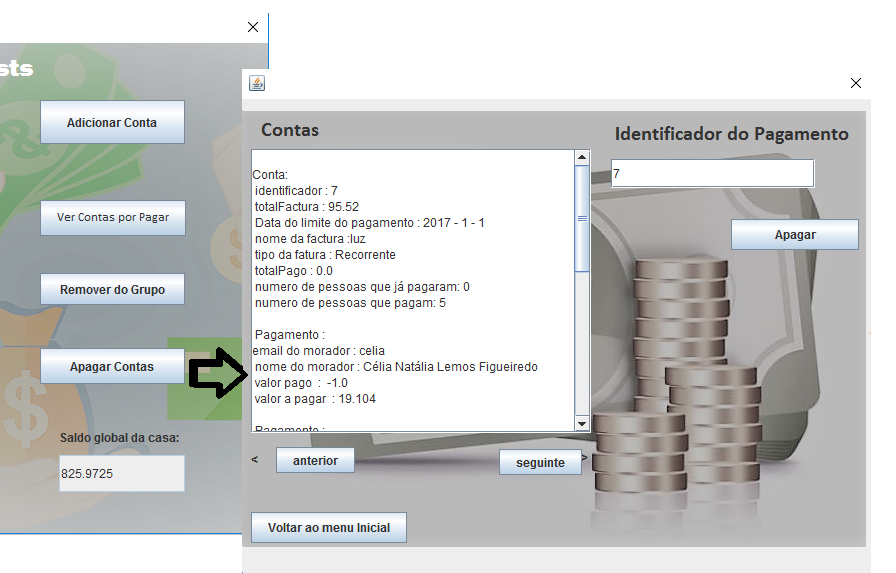 sts
Adicionar Conta
Ver Contas por Pagar
Remover do Grupo
Apagar Contas
Saldo global da casa:
825.9725
Contas
Conta:
identificador : 7
totalFactura : 95.52
Data do limite do pagamento : 2017 - 1 - 1
nome da factura :luz
tipo da fatura : Recorrente
totalPago : 0.0
numero de pessoas que já pagaram: 0
numero de pessoas que pagam: 5
Pagamento :
email do morador : celia
nome do morador : Célia Natália Lemos Figueiredo
valor pago : -1.0
valor a pagar : 19.104
Pagamento :
< anterior
seguinte >
Voltar ao menu Inicial
Identificador do Pagamento
7
Apagar